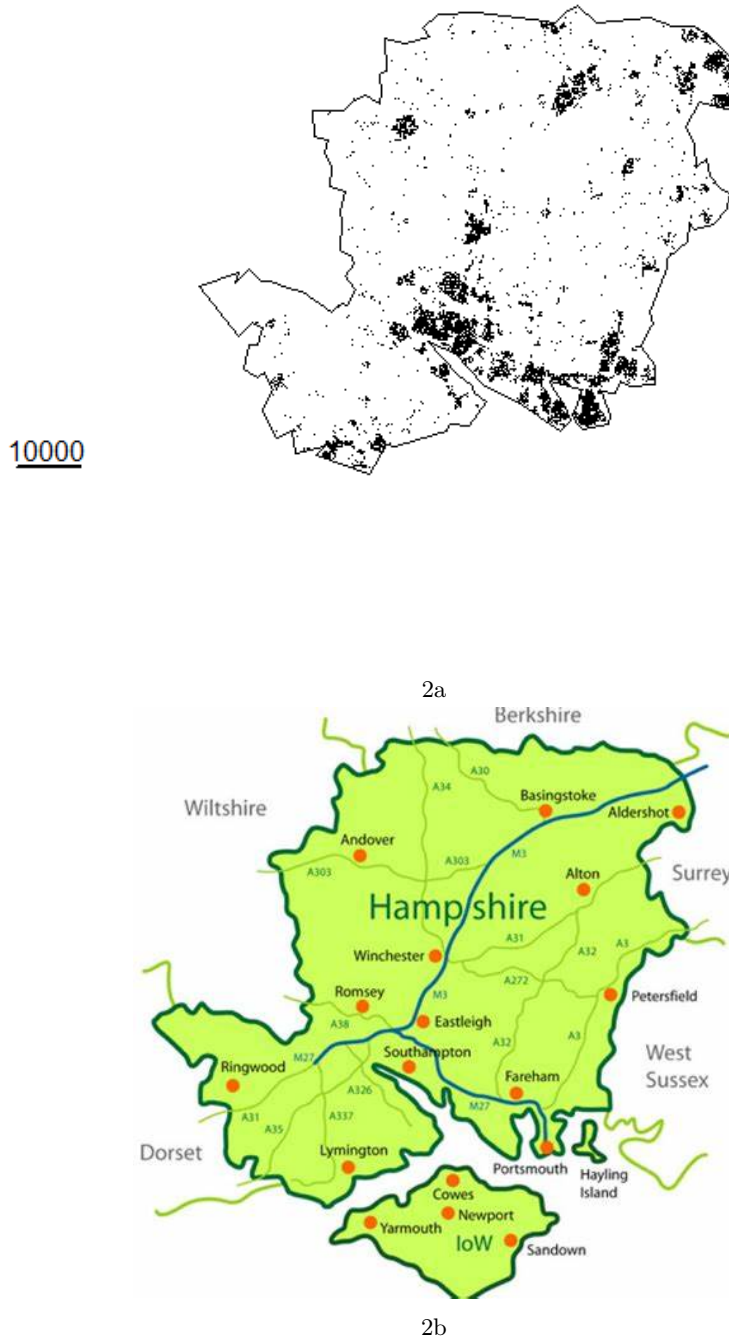 10000
2a
Berkshire
A30
A34
Wiltshire
Basingstoke
Aldershot
Andover
M3
A303
A303
Alton
Surrey
Hampshire
A31
A32
A3
Winchester
A272
Romsey
M3
Petersfield
A38
Eastleigh
A3
M27
Southampton
A32
West
Sussex
Ringwood
Fareham
A326
M27
A31
A337
A35
Dorset
Lymington
Portsmouth
Hayling
Island
Cowes
Newport
Yarmouth
IoW
Sandown
2b